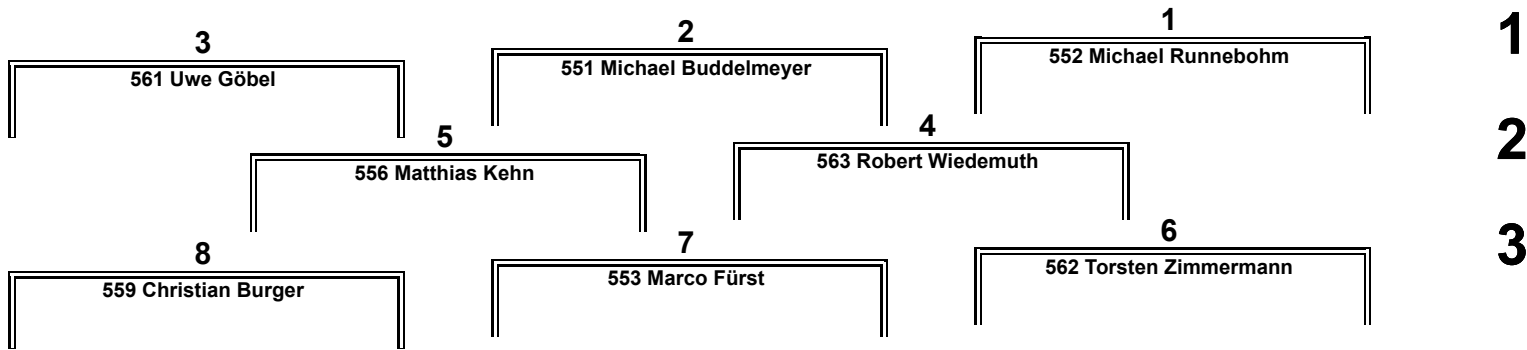 3 2 1 1
561 Uwe Göbel 551 Michael Buddelmeyer 552 Michael Runnebohm
5 4 2
556 Matthias Kehn 563 Robert Wiedemuth
8 7 6 3
559 Christian Burger 553 Marco Fürst 562 Torsten Zimmermann